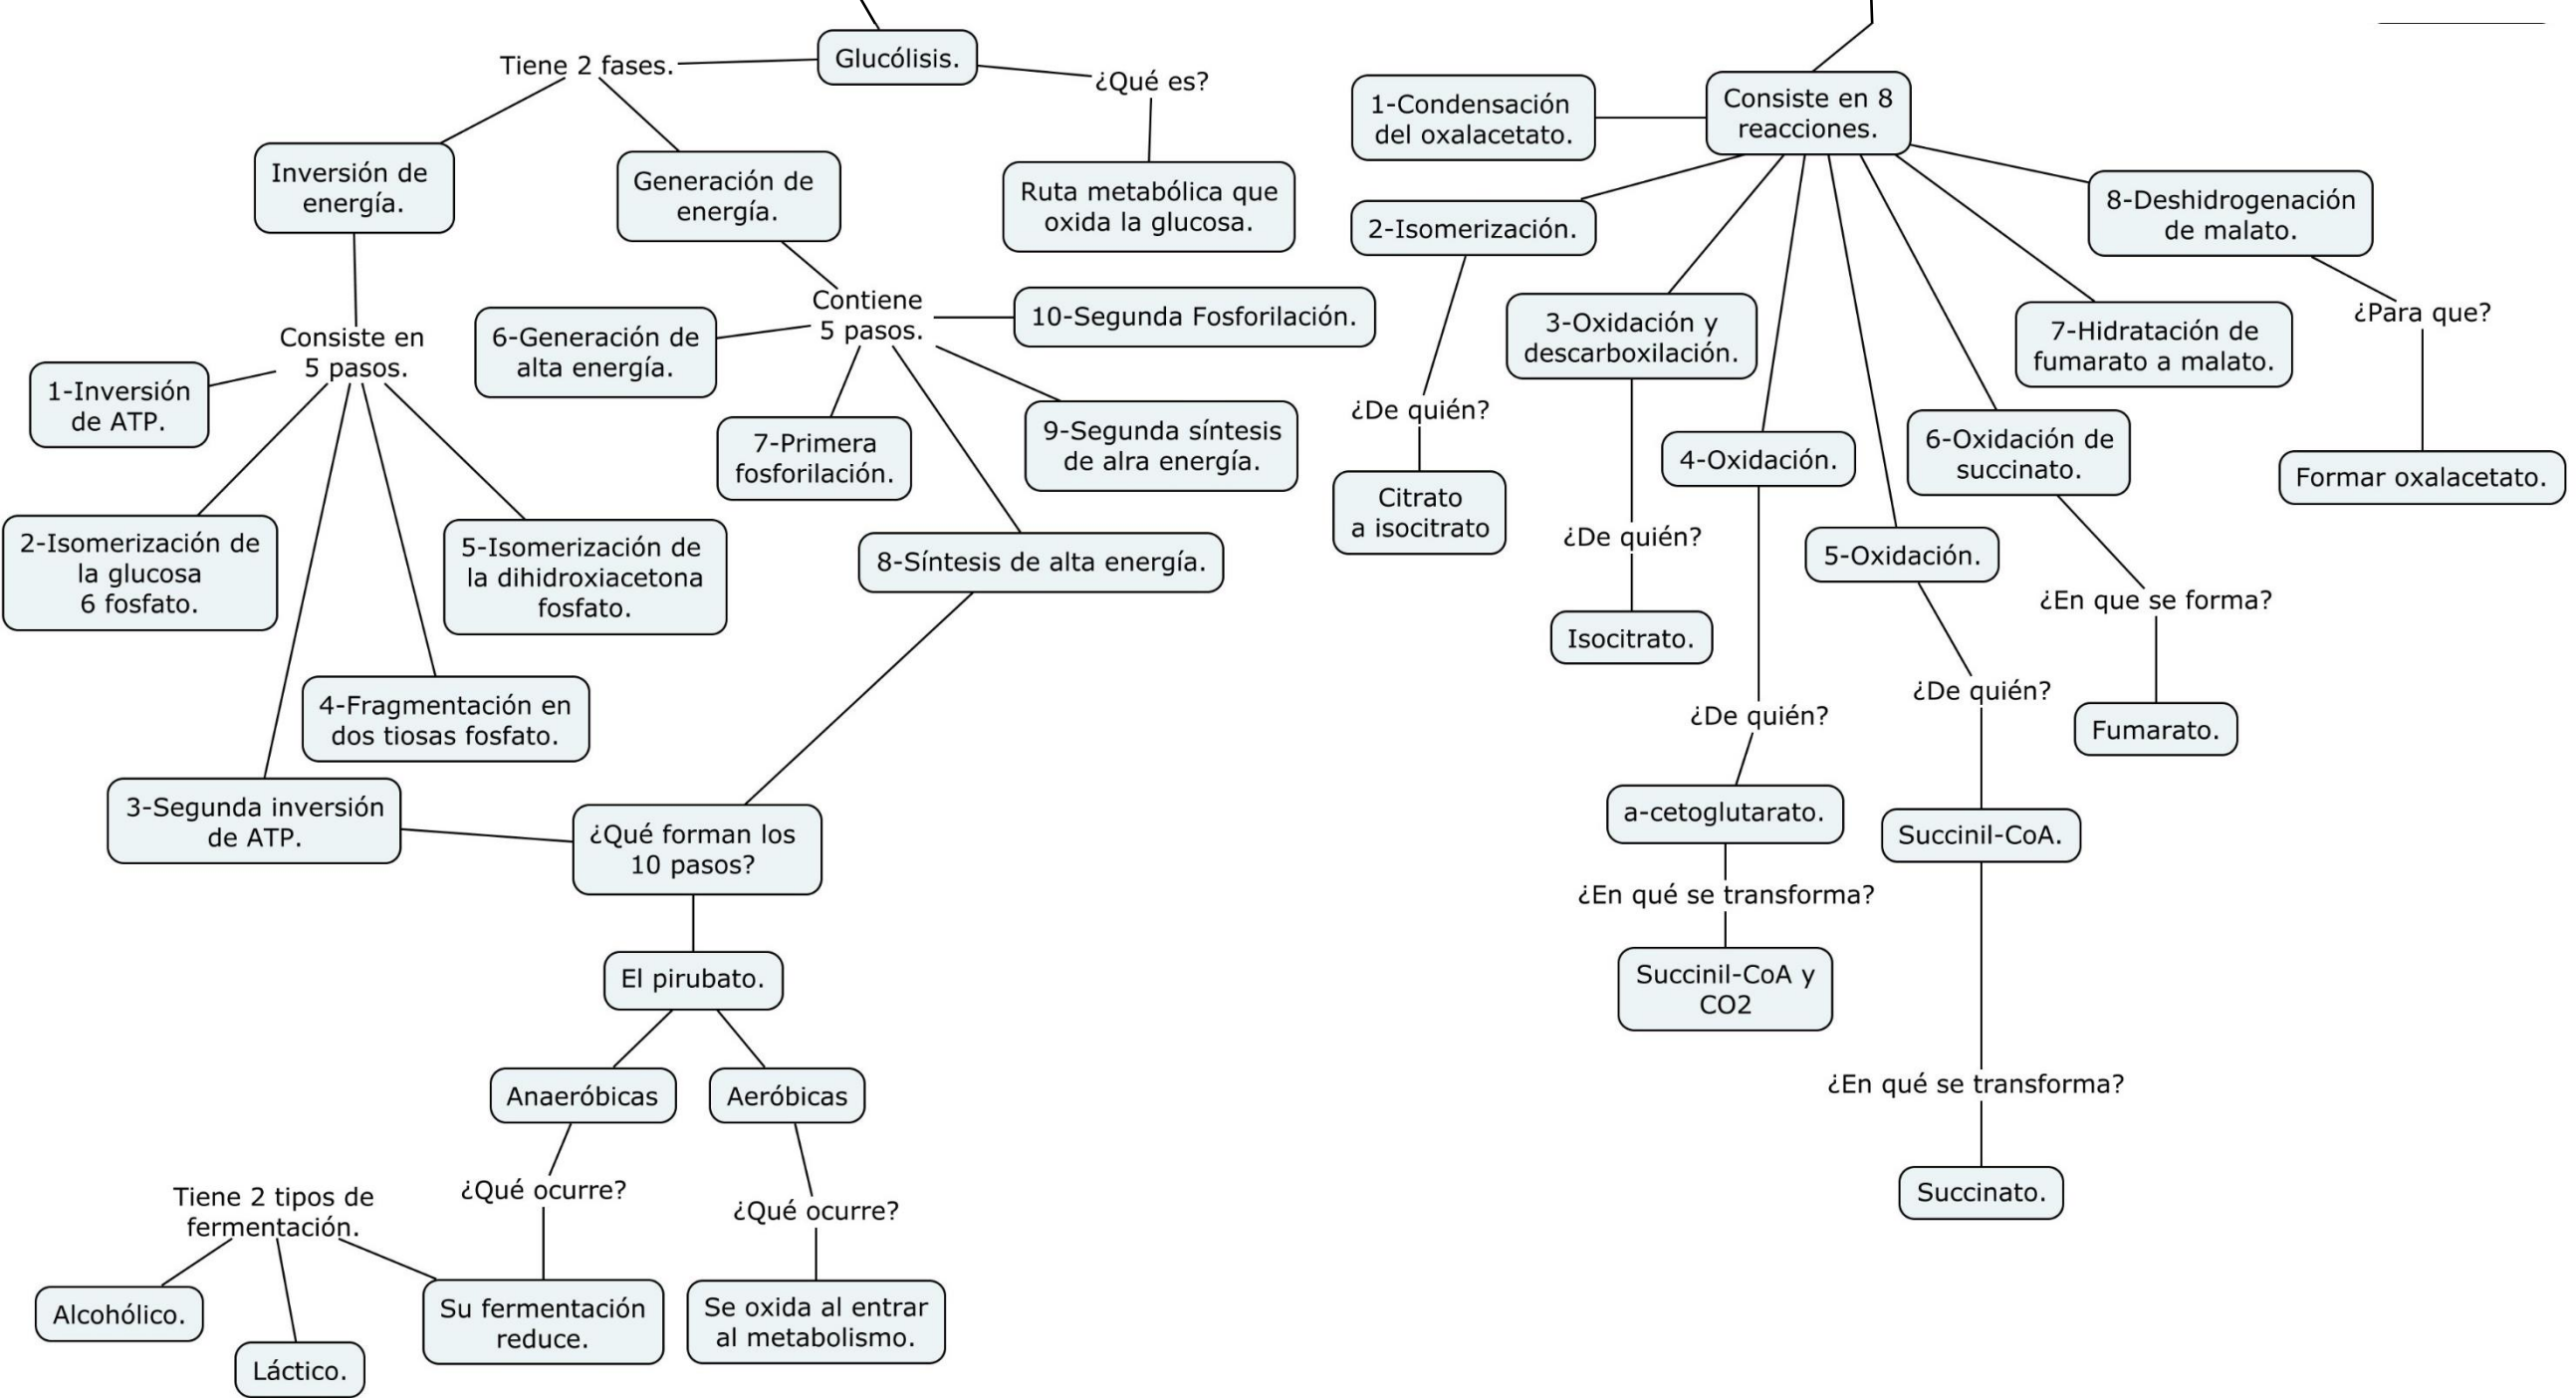 Glucólisis.
Tiene 2 fases.
¿Qué es?
Inversión de
energía.
Generación de
energía.
Ruta metabólica que
oxida la glucosa.
Consiste en
5 pasos.
Contiene
5 pasos.
1-Inversión
de ATP.
6-Generación de
alta energía.
10-Segunda Fosforilación.
7-Primera
fosforilación.
9-Segunda síntesis
de alra energía.
2-Isomerización de
la glucosa
6 fosfato.
5-Isomerización de
la dihidroxiacetona
fosfato.
8-Síntesis de alta energía.
4-Fragmentación en
dos tiosas fosfato.
3-Segunda inversión
de ATP.
¿Qué forman los
10 pasos?
El pirubato.
Anaeróbicas
Aeróbicas
¿Qué ocurre?
¿Qué ocurre?
Tiene 2 tipos de
fermentación.
Alcohólico.
Láctico.
Su fermentación
reduce.
Se oxida al entrar
al metabolismo.
Consiste en 8
reacciones.
1-Condensación
del oxalacetato.
2-Isomerización.
¿De quién?
Citrato
a isocitrato
3-Oxidación y
descarboxilación.
¿De quién?
Isocitrato.
4-Oxidación.
¿De quién?
a-cetoglutarato.
¿En qué se transforma?
Succinil-CoA y
CO2
5-Oxidación.
¿De quién?
Succinil-CoA.
¿En qué se transforma?
Succinato.
6-Oxidación de
succinato.
¿En que se forma?
Fumarato.
7-Hidratación de
fumarato a malato.
8-Deshidrogenación
de malato.
¿Para que?
Formar oxalacetato.